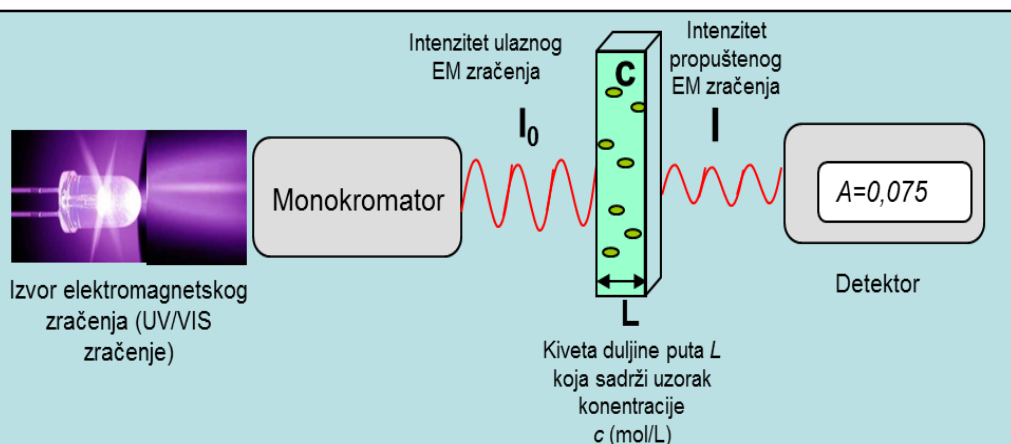 Intenzitet ulaznog
EM zračenja
I₀
C
Intenzitet
propuštenog
EM zračenja
I
Monokromator
A=0,075
Izvor elektromagnetskog
zračenja (UV/VIS
zračenje)
L
Detektor
Kiveta duljine puta L
koja sadrži uzorak
konentracije
c (mol/L)